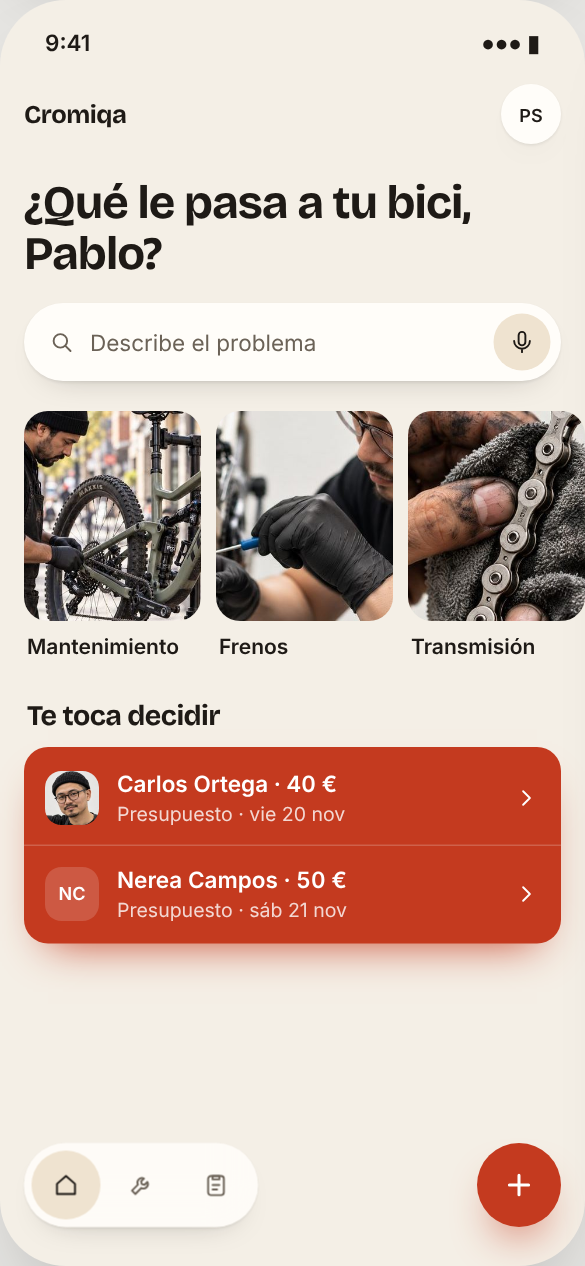 9:41
Cromiqa
PS
¿Qué le pasa a tu bici,
Pablo?
Describe el problema
MAXXIS
Mantenimiento
Frenos
Transmisión
Te toca decidir
Carlos Ortega · 40 €
Presupuesto · vie 20 nov
NC
Nerea Campos · 50 €
Presupuesto · sáb 21 nov